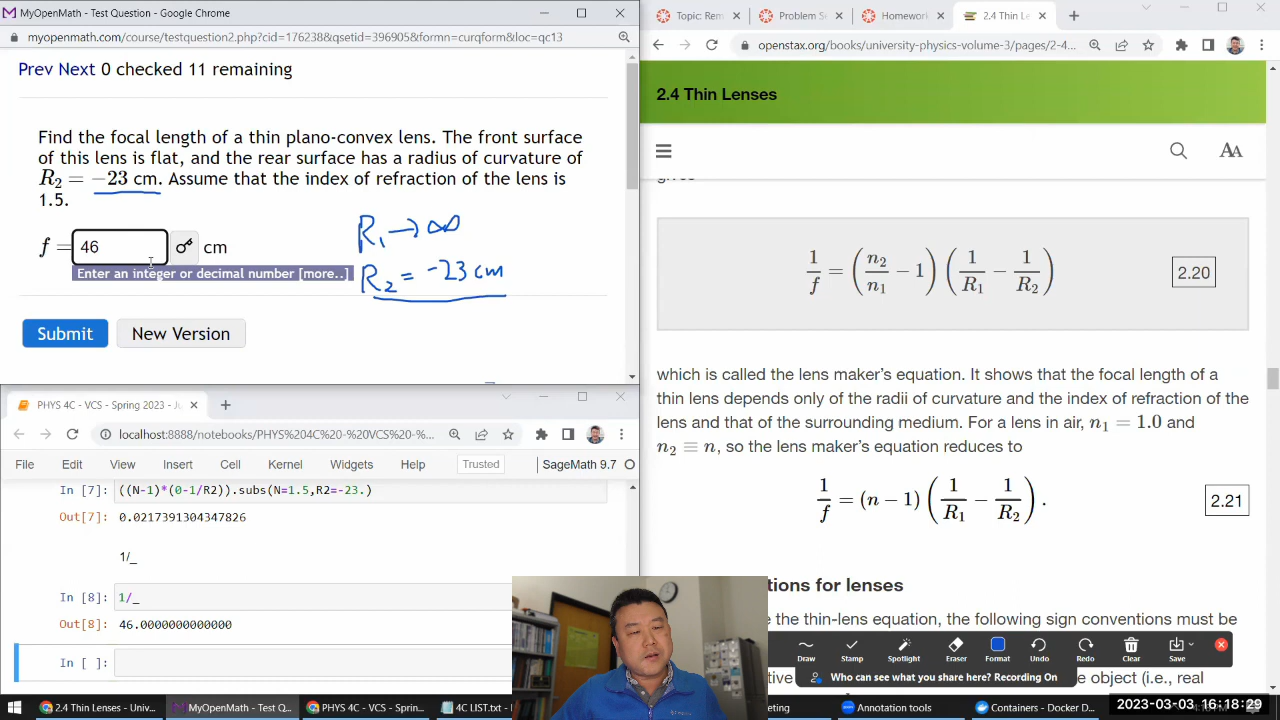 MyOpenMath - Test Question - Google Chrome
myopenmath.com/course/testquestion2.php?cid=176238&qsetid=396905&formn=curqform&loc=qc13
Prev Next 0 checked 11 remaining
Find the focal length of a thin plano-convex lens. The front surface
of this lens is flat, and the rear surface has a radius of curvature of
R₂ = −23 cm. Assume that the index of refraction of the lens is
1.5.
R₁ → ∞
f = 46 cm
Enter an integer or decimal number [more..]
R₂ = -23 cm
Submit New Version
PHYS 4C - VCS - Spring 2023 - Ju
localhost:8888/notebooks/PHYS%204C%20-%20VCS%20...
File Edit View Insert Cell Kernel Widgets Help Trusted SageMath 9.7
In [7]: ((N-1)*(0-1/R2)).subs(N=1.5,R2=-23.)
Out[7]: 0.0217391304347826
1/_
In [8]: 1/_
Out[8]: 46.0000000000000
In [ ]:
Topic: Rem Problem S Homework 2.4 Thin Le
openstax.org/books/university-physics-volume-3/pages/2-4...
2.4 Thin Lenses
AA
1/f = (n₂/n₁ − 1)(1/R₁ − 1/R₂) 2.20
which is called the lens maker's equation. It shows that the focal length of a
thin lens depends only of the radii of curvature and the index of refraction of the
lens and that of the surrounding medium. For a lens in air, n₁ = 1.0 and
n₂ ≡ n, so the lens maker's equation reduces to
1/f = (n − 1)(1/R₁ − 1/R₂). 2.21
tions for lenses
e the thin-lens equation, the following sign conventions must be
Draw Stamp Spotlight Eraser Format Undo Redo Clear Save
Who can see what you share here? Recording On
e object (i.e., real
2.4 Thin Lenses - Univ... MyOpenMath - Test Q... PHYS 4C - VCS - Spri... 4C LIST.txt - eting Annotation tools Containers - Docker D...
2023-03-03 16:18:29